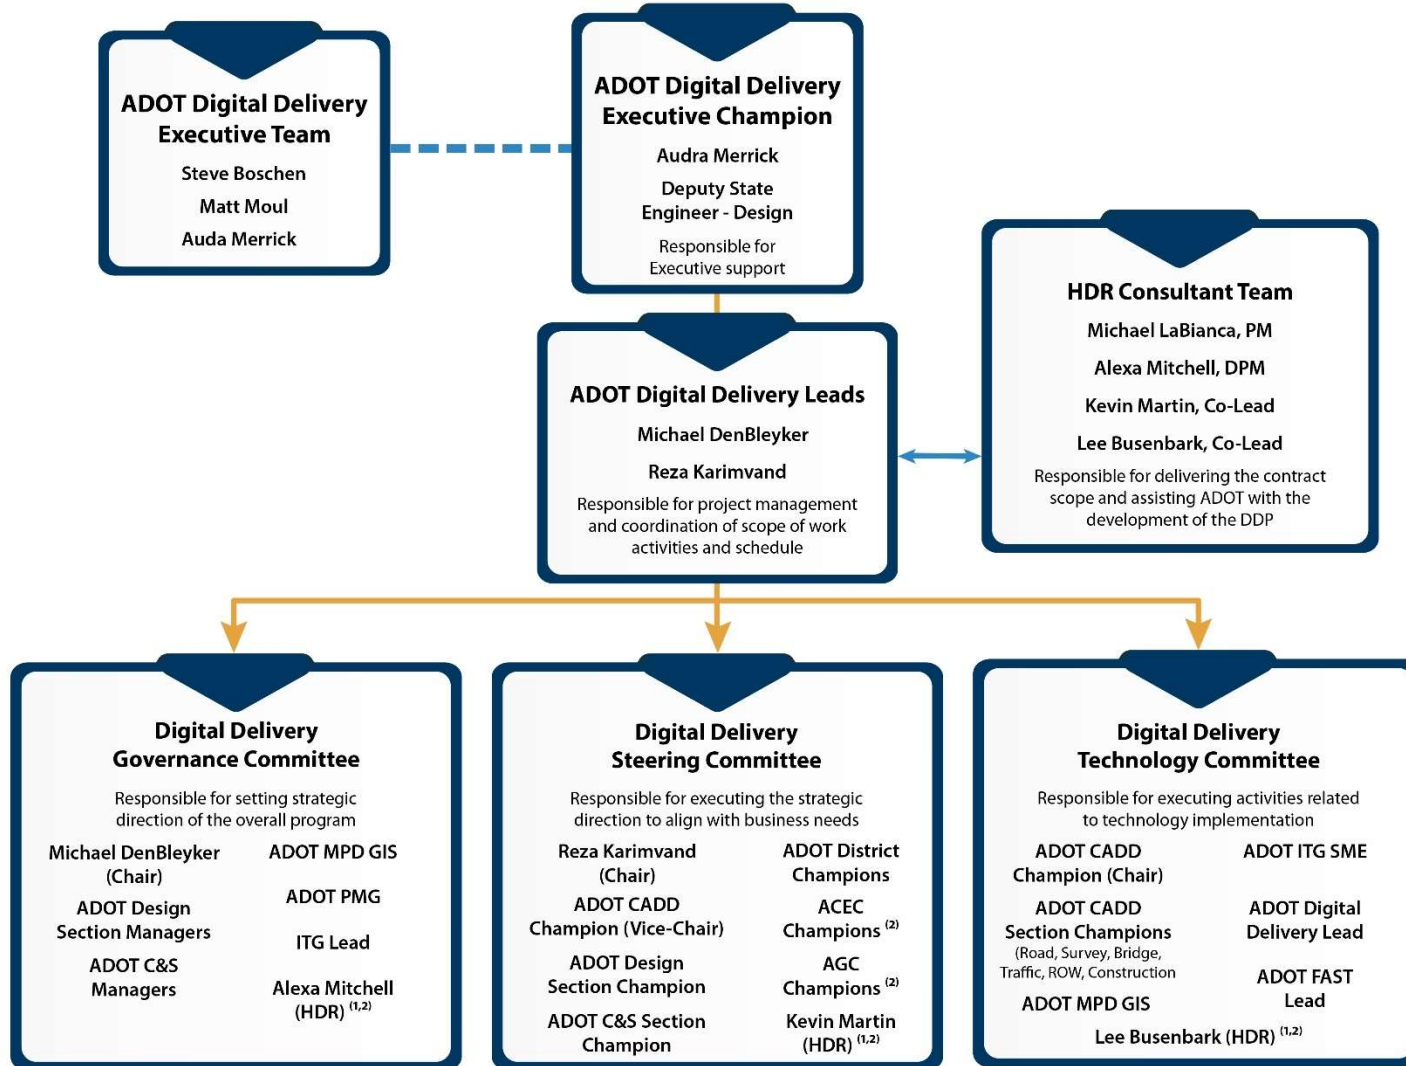 ADOT Digital Delivery
Executive Team
Steve Boschen
Matt Moul
Auda Merrick
ADOT Digital Delivery
Executive Champion
Audra Merrick
Deputy State
Engineer - Design
Responsible for
Executive support
HDR Consultant Team
Michael LaBianca, PM
Alexa Mitchell, DPM
Kevin Martin, Co-Lead
Lee Busenbark, Co-Lead
Responsible for delivering the contract
scope and assisting ADOT with the
development of the DDP
ADOT Digital Delivery Leads
Michael DenBleyker
Reza Karimvand
Responsible for project management
and coordination of scope of work
activities and schedule
Digital Delivery
Governance Committee
Responsible for setting strategic
direction of the overall program
Michael DenBleyker
(Chair)
ADOT Design
Section Managers
ADOT C&S
Managers
ADOT MPD GIS
ADOT PMG
ITG Lead
Alexa Mitchell
(HDR) (1,2)
Digital Delivery
Steering Committee
Responsible for executing the strategic
direction to align with business needs
Reza Karimvand
(Chair)
ADOT CADD
Champion (Vice-Chair)
ADOT Design
Section Champion
ADOT C&S Section
Champion
ADOT District
Champions
ACEC
Champions (2)
AGC
Champions (2)
Kevin Martin
(HDR) (1,2)
Digital Delivery
Technology Committee
Responsible for executing activities related
to technology implementation
ADOT CADD
Champion (Chair)
ADOT CADD
Section Champions
(Road, Survey, Bridge,
Traffic, ROW, Construction
ADOT MPD GIS
ADOT ITG SME
ADOT Digital
Delivery Lead
ADOT FAST
Lead
Lee Busenbark (HDR) (1,2)